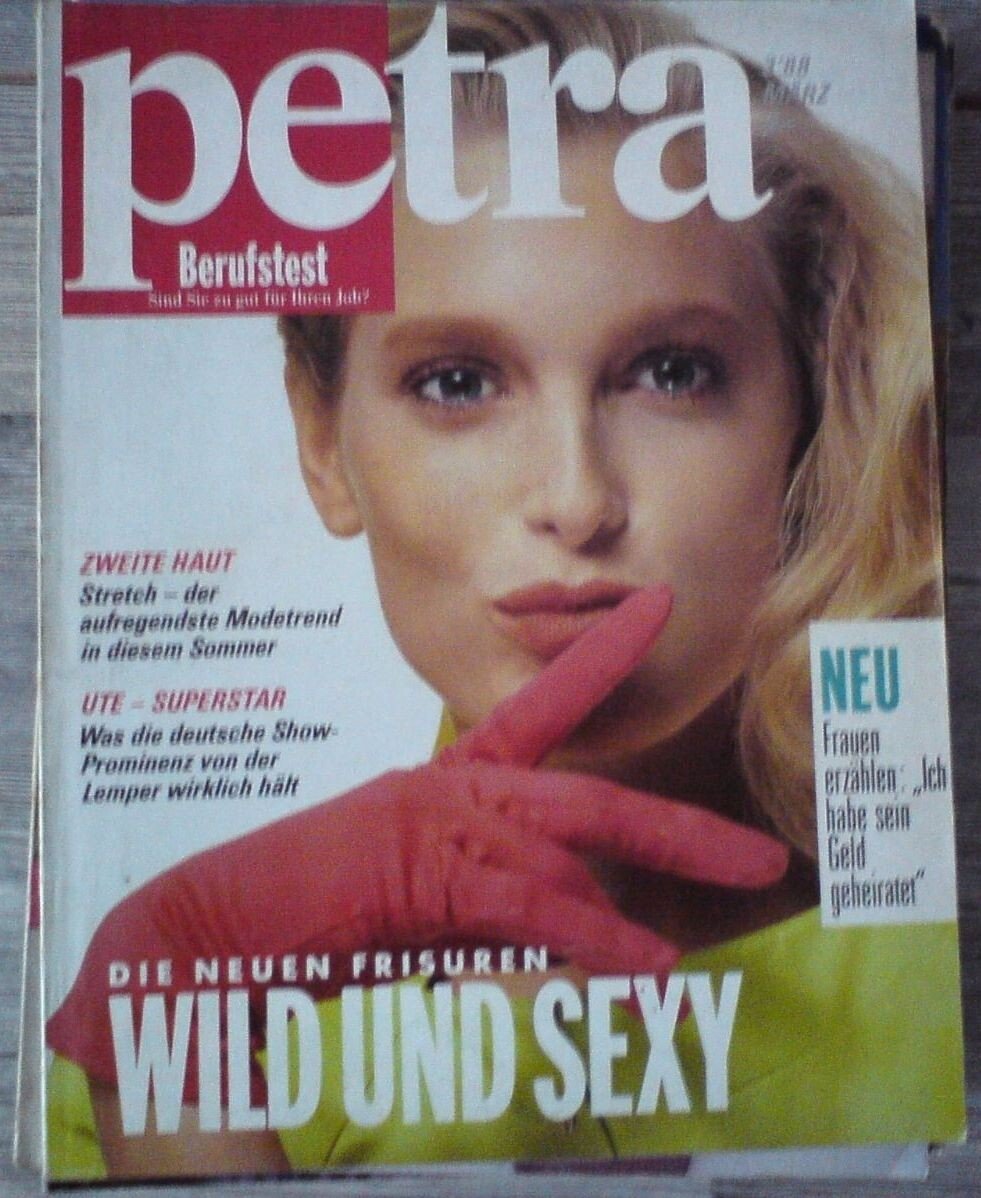 petra
3'88
MÄRZ
Berufstest
Sind Sie zu gut für Ihren Job?
ZWEITE HAUT
Stretch – der
aufregendste Modetrend
in diesem Sommer
UTE – SUPERSTAR
Was die deutsche Show-
Prominenz von der
Lemper wirklich hält
NEU
Frauen
erzählen: „Ich
habe sein
Geld
geheiratet“
DIE NEUEN FRISUREN
WILD UND SEXY